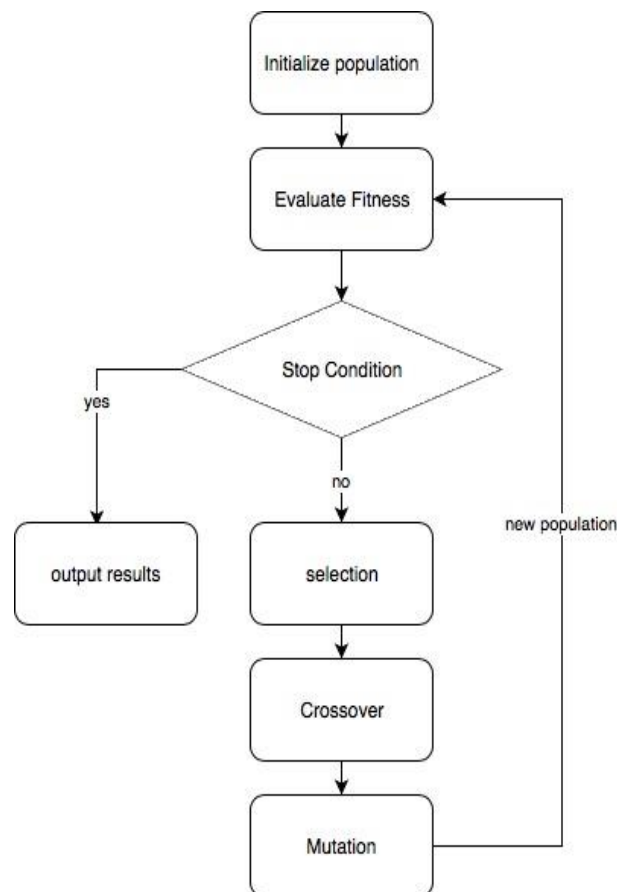 Initialize population
Evaluate Fitness
Stop Condition
yes
no
output results
selection
new population
Crossover
Mutation